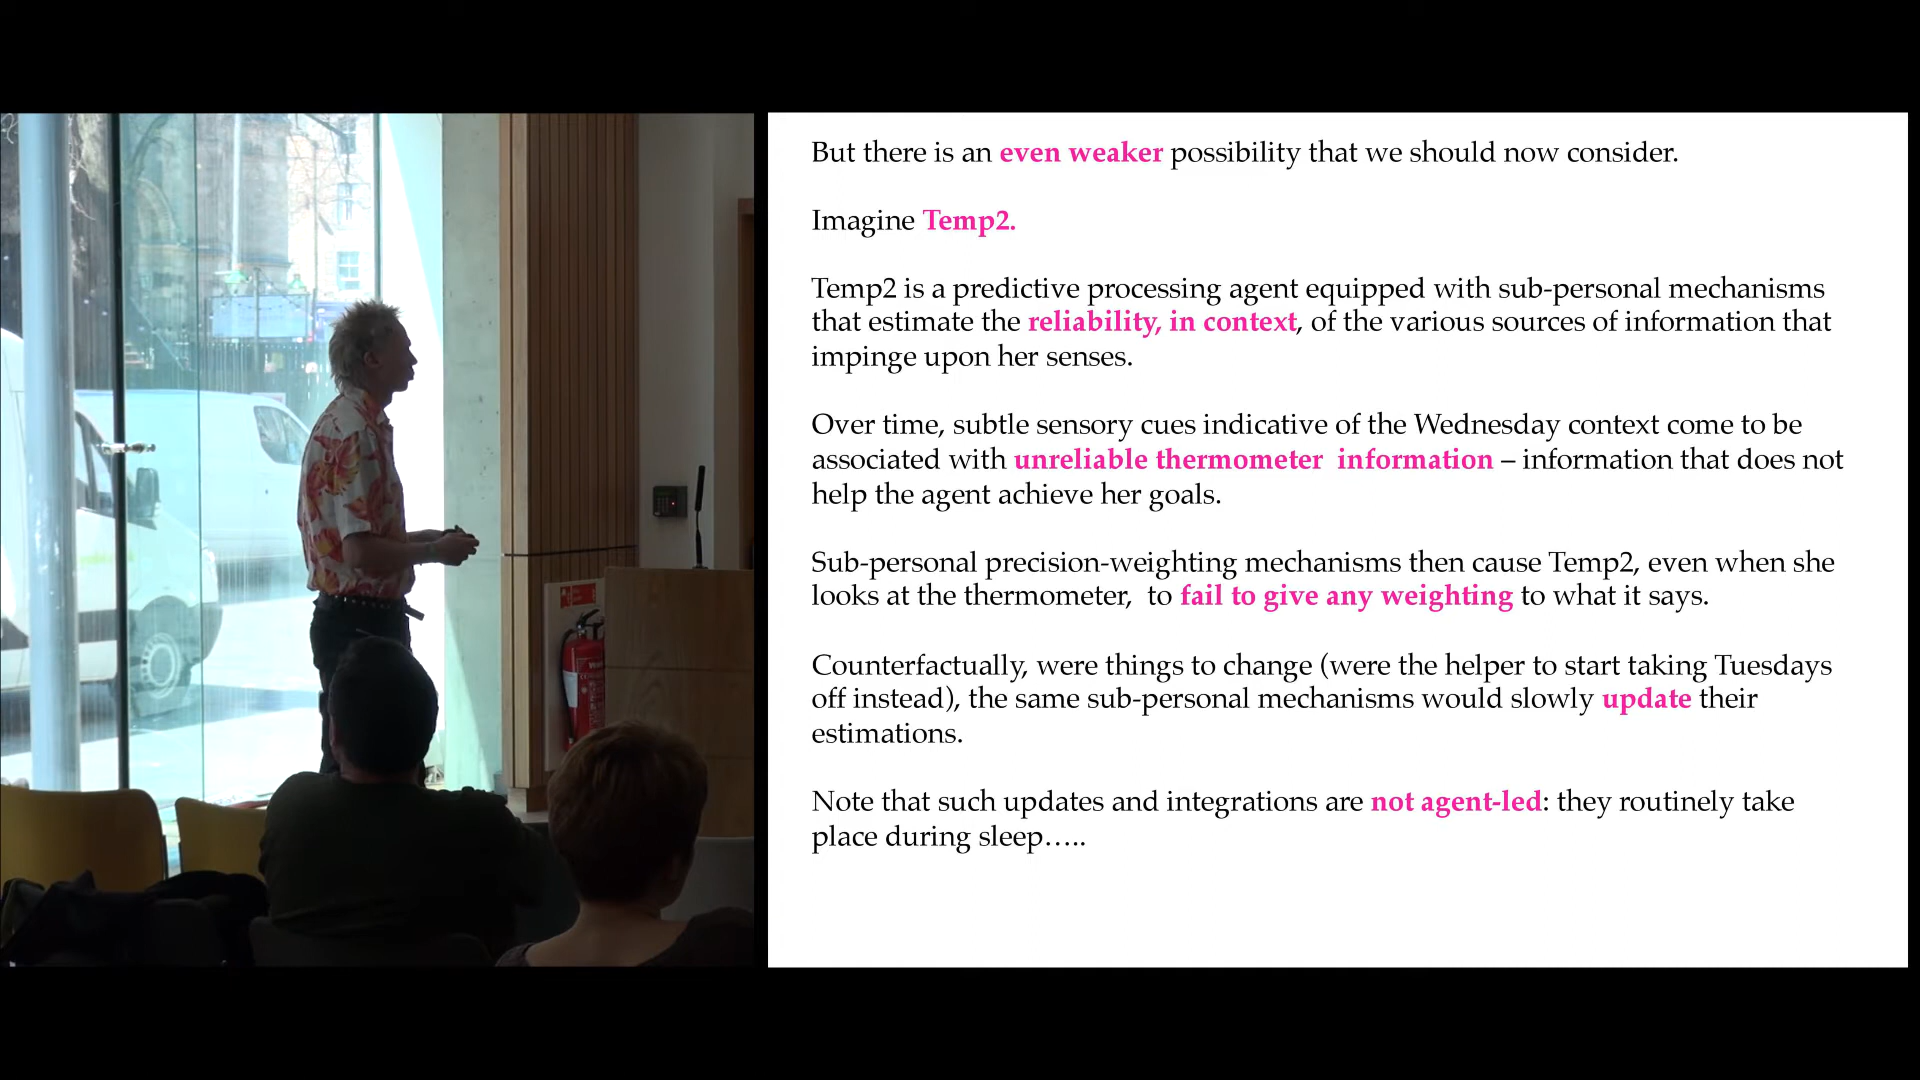 But there is an even weaker possibility that we should now consider.
Imagine Temp2.
Temp2 is a predictive processing agent equipped with sub-personal mechanisms
that estimate the reliability, in context, of the various sources of information that
impinge upon her senses.
Over time, subtle sensory cues indicative of the Wednesday context come to be
associated with unreliable thermometer  information – information that does not
help the agent achieve her goals.
Sub-personal precision-weighting mechanisms then cause Temp2, even when she
looks at the thermometer,  to fail to give any weighting to what it says.
Counterfactually, were things to change (were the helper to start taking Tuesdays
off instead), the same sub-personal mechanisms would slowly update their
estimations.
Note that such updates and integrations are not agent-led: they routinely take
place during sleep…..